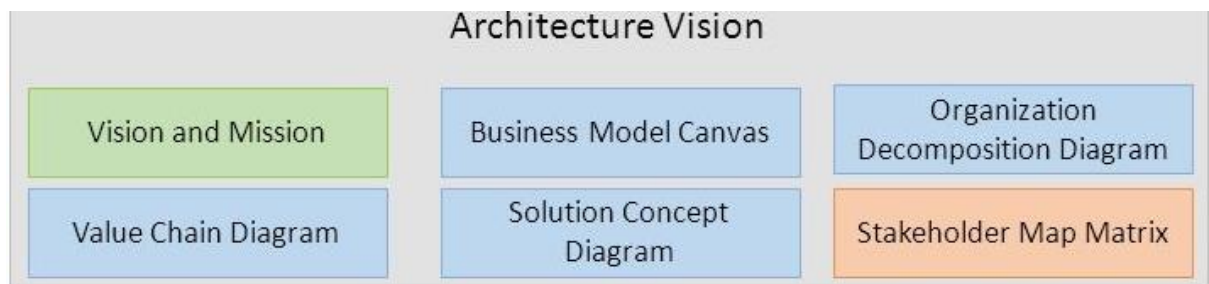 Architecture Vision
Vision and Mission
Business Model Canvas
Organization
Decomposition Diagram
Value Chain Diagram
Solution Concept
Diagram
Stakeholder Map Matrix